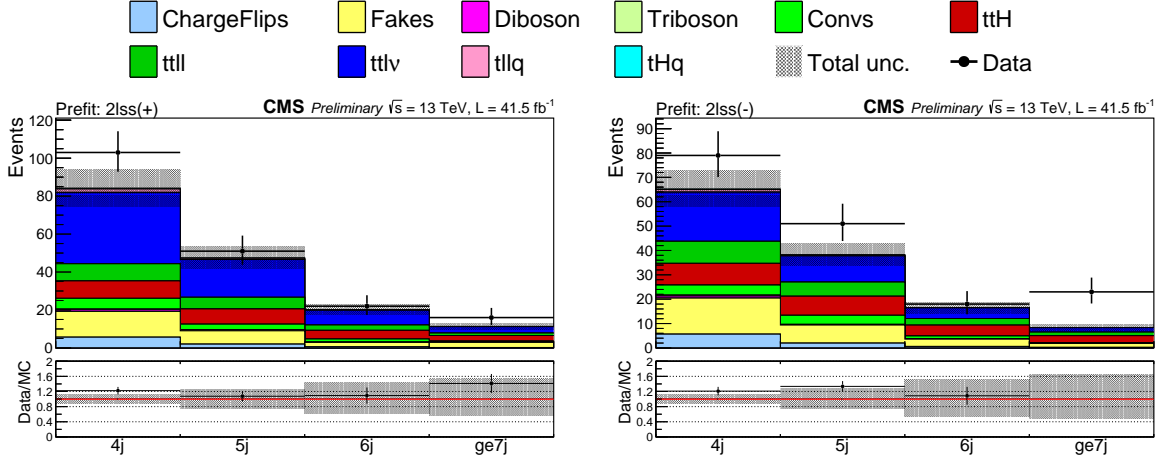 ChargeFlips Fakes Diboson Triboson Convs ttH
ttll ttlν tllq tHq Total unc. Data
Prefit: 2lss(+) CMS Preliminary √s = 13 TeV, L = 41.5 fb⁻¹
Events
120
100
80
60
40
20
0
Data/MC
2
1.6
1.2
0.8
0.4
0
4j 5j 6j ge7j
Prefit: 2lss(-) CMS Preliminary √s = 13 TeV, L = 41.5 fb⁻¹
Events
90
80
70
60
50
40
30
20
10
0
Data/MC
2
1.6
1.2
0.8
0.4
0
4j 5j 6j ge7j